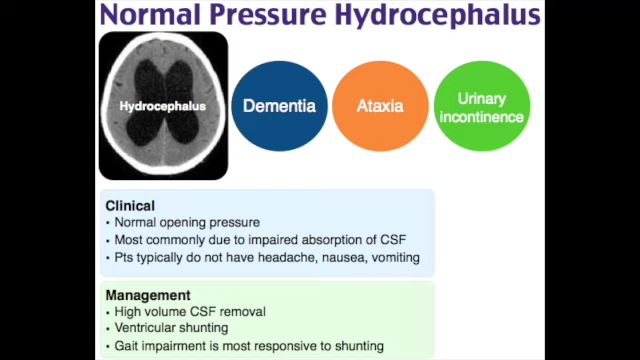 Normal Pressure Hydrocephalus
Hydrocephalus
Dementia
Ataxia
Urinary
incontinence
Clinical
• Normal opening pressure
• Most commonly due to impaired absorption of CSF
• Pts typically do not have headache, nausea, vomiting
Management
• High volume CSF removal
• Ventricular shunting
• Gait impairment is most responsive to shunting